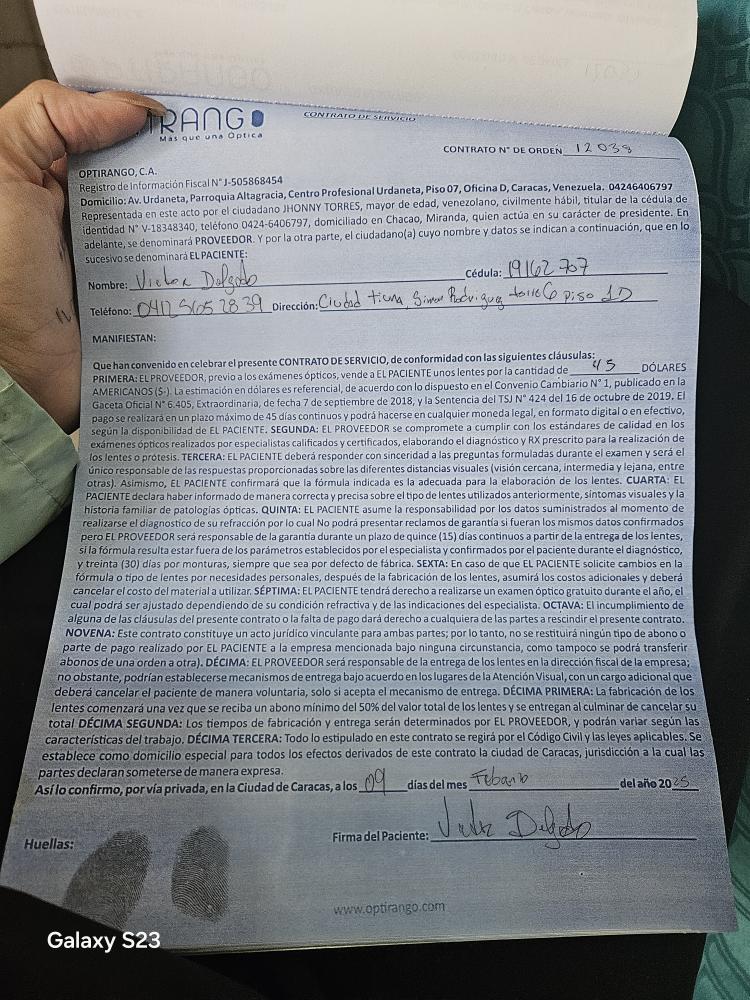 TRANGO
Más que una Óptica
CONTRATO DE SERVICIO
CONTRATO N° DE ORDEN 12038
OPTIRANGO, C.A.
Registro de Información Fiscal N° J-505868454
Domicilio: Av. Urdaneta, Parroquia Altagracia, Centro Profesional Urdaneta, Piso 07, Oficina D, Caracas, Venezuela. 04246406797
Representada en este acto por el ciudadano JHONNY TORRES, mayor de edad, venezolano, civilmente hábil, titular de la cédula de
identidad N° V-18348340, teléfono 0424-6406797, domiciliado en Chacao, Miranda, quien actúa en su carácter de presidente. En
adelante, se denominará PROVEEDOR. Y por la otra parte, el ciudadano(a) cuyo nombre y datos se indican a continuación, que en lo
sucesivo se denominará EL PACIENTE:
Nombre: Victor Delgado Cédula: 19162707
Teléfono: 0412 565 28 39 Dirección: Ciudad tiuna Simon Rodriguez torre 6 piso 1D
MANIFIESTAN:
Que han convenido en celebrar el presente CONTRATO DE SERVICIO, de conformidad con las siguientes cláusulas:
PRIMERA: EL PROVEEDOR, previo a los exámenes ópticos, vende a EL PACIENTE unos lentes por la cantidad de 45 DÓLARES
AMERICANOS (S·). La estimación en dólares es referencial, de acuerdo con lo dispuesto en el Convenio Cambiario N° 1, publicado en la
Gaceta Oficial N° 6.405, Extraordinaria, de fecha 7 de septiembre de 2018, y la Sentencia del TSJ N° 424 del 16 de octubre de 2019. El
pago se realizará en un plazo máximo de 45 días continuos y podrá hacerse en cualquier moneda legal, en formato digital o en efectivo,
según la disponibilidad de EL PACIENTE. SEGUNDA: EL PROVEEDOR se compromete a cumplir con los estándares de calidad en los
exámenes ópticos realizados por especialistas calificados y certificados, elaborando el diagnóstico y RX prescrito para la realización de
los lentes o prótesis. TERCERA: EL PACIENTE deberá responder con sinceridad a las preguntas formuladas durante el examen y será el
único responsable de las respuestas proporcionadas sobre las diferentes distancias visuales (visión cercana, intermedia y lejana, entre
otras). Asimismo, EL PACIENTE confirmará que la fórmula indicada es la adecuada para la elaboración de los lentes. CUARTA: EL
PACIENTE declara haber informado de manera correcta y precisa sobre el tipo de lentes utilizados anteriormente, síntomas visuales y la
historia familiar de patologías ópticas. QUINTA: EL PACIENTE asume la responsabilidad por los datos suministrados al momento de
realizarse el diagnostico de su refracción por lo cual No podrá presentar reclamos de garantía si fueran los mismos datos confirmados
pero EL PROVEEDOR será responsable de la garantía durante un plazo de quince (15) días continuos a partir de la entrega de los lentes,
si la fórmula resulta estar fuera de los parámetros establecidos por el especialista y confirmados por el paciente durante el diagnóstico,
y treinta (30) días por monturas, siempre que sea por defecto de fábrica. SEXTA: En caso de que EL PACIENTE solicite cambios en la
fórmula o tipo de lentes por necesidades personales, después de la fabricación de los lentes, asumirá los costos adicionales y deberá
cancelar el costo del material a utilizar. SÉPTIMA: EL PACIENTE tendrá derecho a realizarse un examen óptico gratuito durante el año, el
cual podrá ser ajustado dependiendo de su condición refractiva y de las indicaciones del especialista. OCTAVA: El incumplimiento de
alguna de las cláusulas del presente contrato o la falta de pago dará derecho a cualquiera de las partes a rescindir el presente contrato.
NOVENA: Este contrato constituye un acto jurídico vinculante para ambas partes; por lo tanto, no se restituirá ningún tipo de abono o
parte de pago realizado por EL PACIENTE a la empresa mencionada bajo ninguna circunstancia, como tampoco se podrá transferir
abonos de una orden a otra). DÉCIMA: EL PROVEEDOR será responsable de la entrega de los lentes en la dirección fiscal de la empresa;
no obstante, podrían establecerse mecanismos de entrega bajo acuerdo en los lugares de la Atención Visual, con un cargo adicional que
deberá cancelar el paciente de manera voluntaria, solo si acepta el mecanismo de entrega. DÉCIMA PRIMERA: La fabricación de los
lentes comenzará una vez que se reciba un abono mínimo del 50% del valor total de los lentes y se entregan al culminar de cancelar su
total DÉCIMA SEGUNDA: Los tiempos de fabricación y entrega serán determinados por EL PROVEEDOR, y podrán variar según las
características del trabajo. DÉCIMA TERCERA: Todo lo estipulado en este contrato se regirá por el Código Civil y las leyes aplicables. Se
establece como domicilio especial para todos los efectos derivados de este contrato la ciudad de Caracas, jurisdicción a la cual las
partes declaran someterse de manera expresa.
Así lo confirmo, por vía privada, en la Ciudad de Caracas, a los 09 días del mes Febrero del año 2025
Huellas:
Firma del Paciente: Victor Delgado
www.optirango.com
Galaxy S23